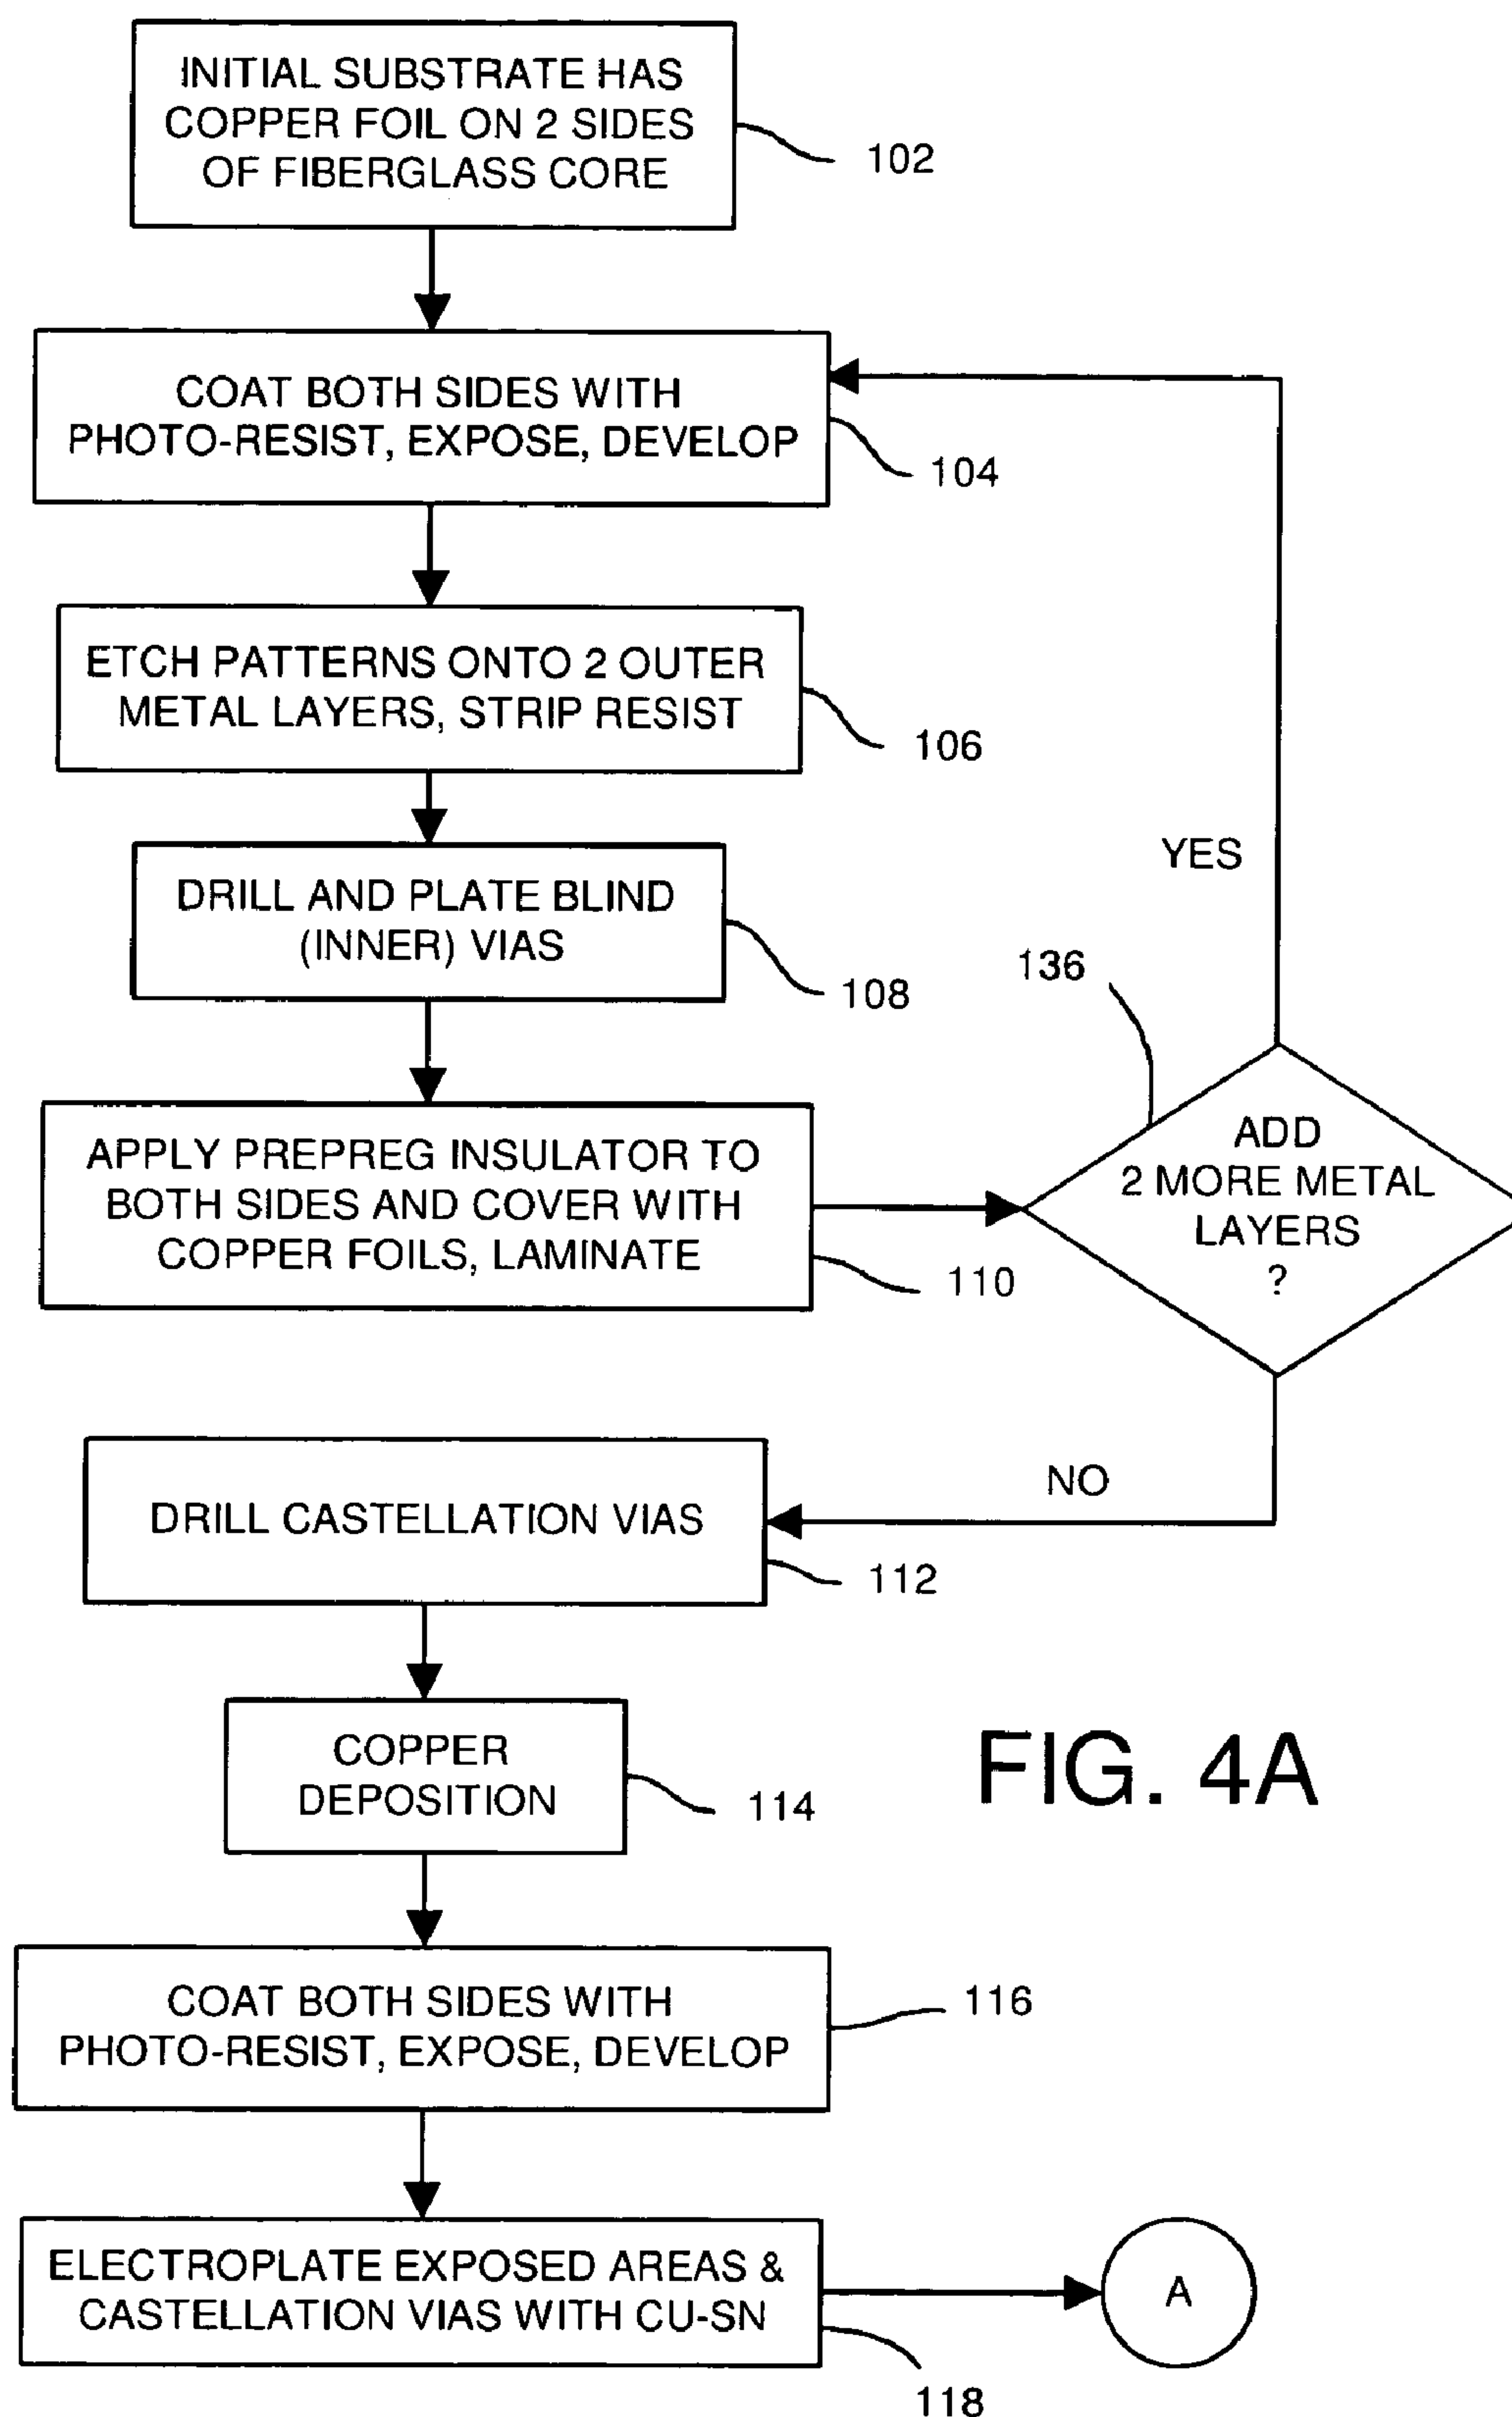 INITIAL SUBSTRATE HAS
COPPER FOIL ON 2 SIDES
OF FIBERGLASS CORE
102
COAT BOTH SIDES WITH
PHOTO-RESIST, EXPOSE, DEVELOP
104
ETCH PATTERNS ONTO 2 OUTER
METAL LAYERS, STRIP RESIST
106
YES
DRILL AND PLATE BLIND
(INNER) VIAS
108
136
APPLY PREPREG INSULATOR TO
BOTH SIDES AND COVER WITH
COPPER FOILS, LAMINATE
110
ADD
2 MORE METAL
LAYERS
?
NO
DRILL CASTELLATION VIAS
112
COPPER
DEPOSITION
114
FIG. 4A
COAT BOTH SIDES WITH
PHOTO-RESIST, EXPOSE, DEVELOP
116
ELECTROPLATE EXPOSED AREAS &
CASTELLATION VIAS WITH CU-SN
118
A